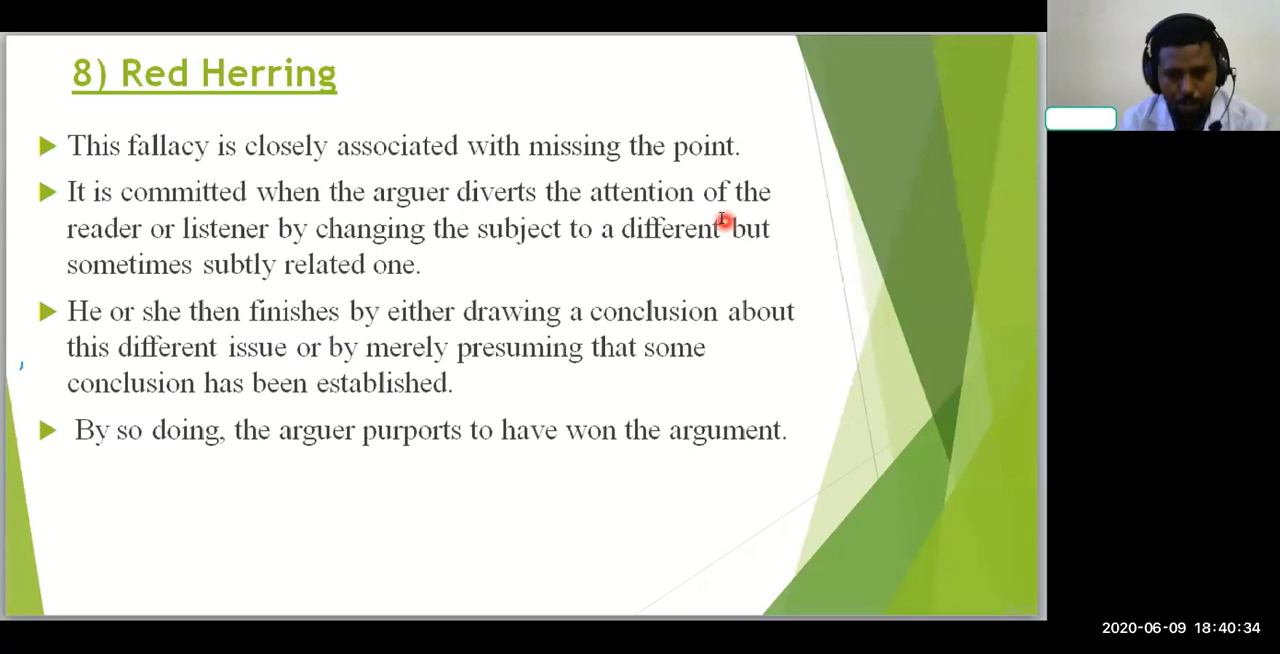 8) Red Herring
This fallacy is closely associated with missing the point.
It is committed when the arguer diverts the attention of the
reader or listener by changing the subject to a different but
sometimes subtly related one.
He or she then finishes by either drawing a conclusion about
this different issue or by merely presuming that some
conclusion has been established.
By so doing, the arguer purports to have won the argument.
2020-06-09 18:40:34